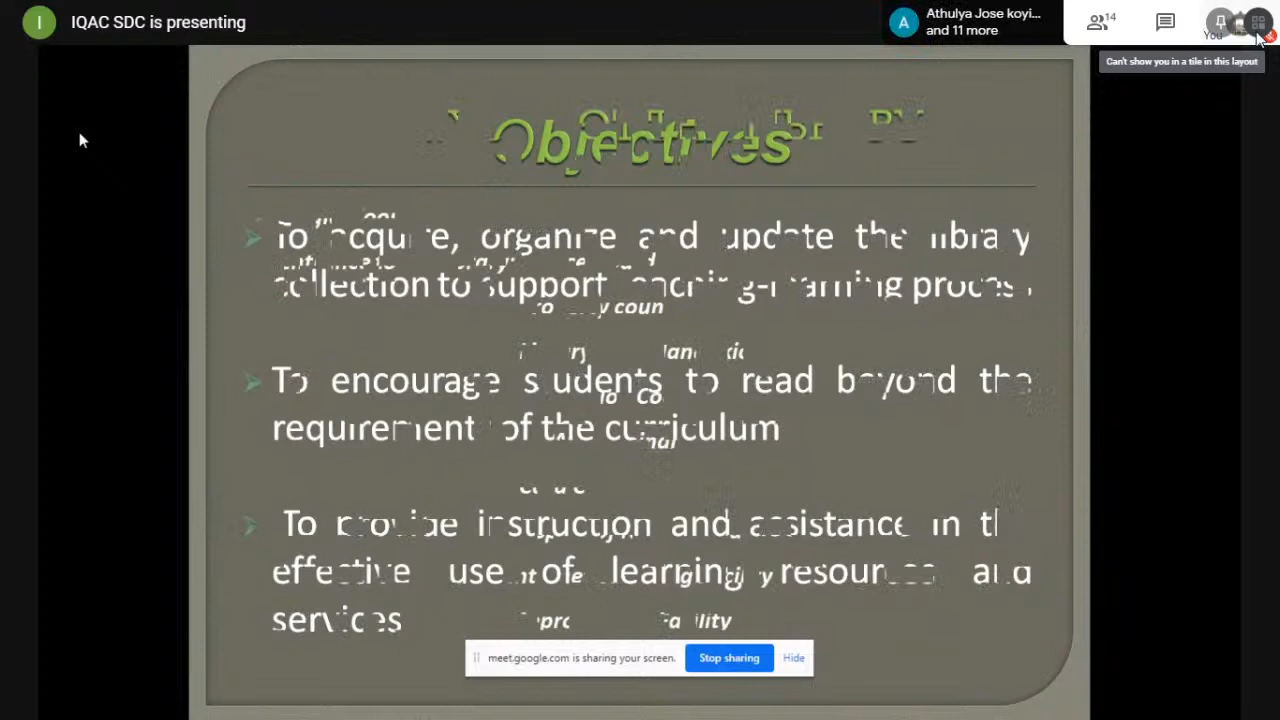 I IQAC SDC is presenting
A Athulya Jose koyi...
and 11 more
14
You
Can't show you in a tile in this layout
Objectives
To acquire, organize and update the library
collection to support teaching-learning process
To encourage students to read beyond the
requirement of the curriculum
To provide instruction and assistance in the
effective use of learning resources and
services
meet.google.com is sharing your screen. Stop sharing Hide